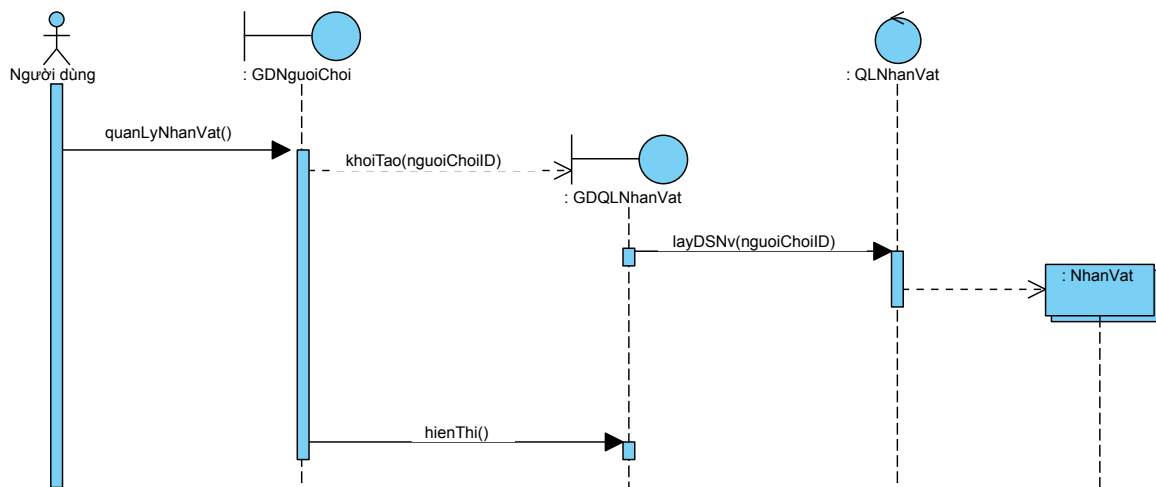 Người dùng
: GDNguoiChoi
: QLNhanVat
quanLyNhanVat()
khoiTao(nguoiChoiID)
: GDQLNhanVat
layDSNv(nguoiChoiID)
: NhanVat
hienThi()